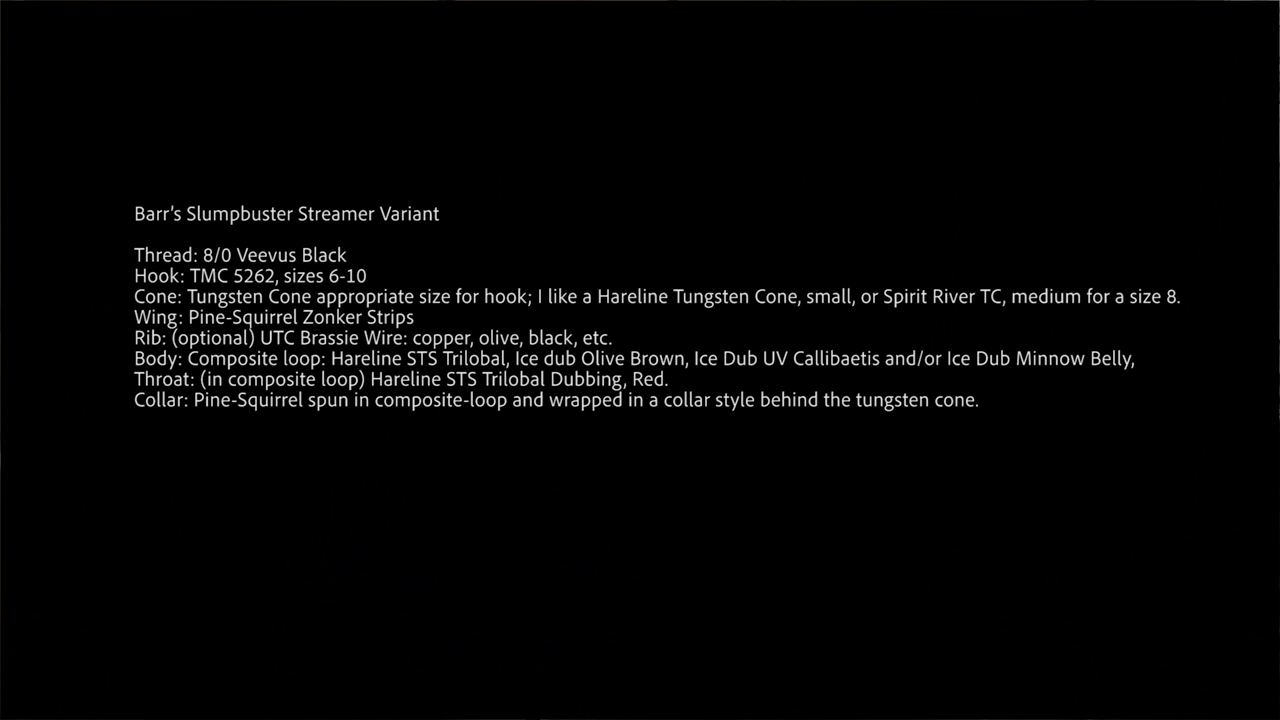 Barr's Slumpbuster Streamer Variant
Thread: 8/0 Veevus Black
Hook: TMC 5262, sizes 6-10
Cone: Tungsten Cone appropriate size for hook; I like a Hareline Tungsten Cone, small, or Spirit River TC, medium for a size 8.
Wing: Pine-Squirrel Zonker Strips
Rib: (optional) UTC Brassie Wire: copper, olive, black, etc.
Body: Composite loop: Hareline STS Trilobal, Ice dub Olive Brown, Ice Dub UV Callibaetis and/or Ice Dub Minnow Belly,
Throat: (in composite loop) Hareline STS Trilobal Dubbing, Red.
Collar: Pine-Squirrel spun in composite-loop and wrapped in a collar style behind the tungsten cone.